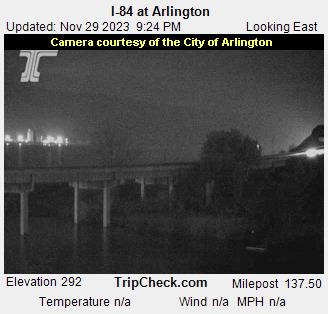 I-84 at Arlington
Updated: Nov 29 2023 9:24 PM Looking East
Camera courtesy of the City of Arlington
Elevation 292 TripCheck.com Milepost 137.50
Temperature n/a Wind n/a MPH n/a